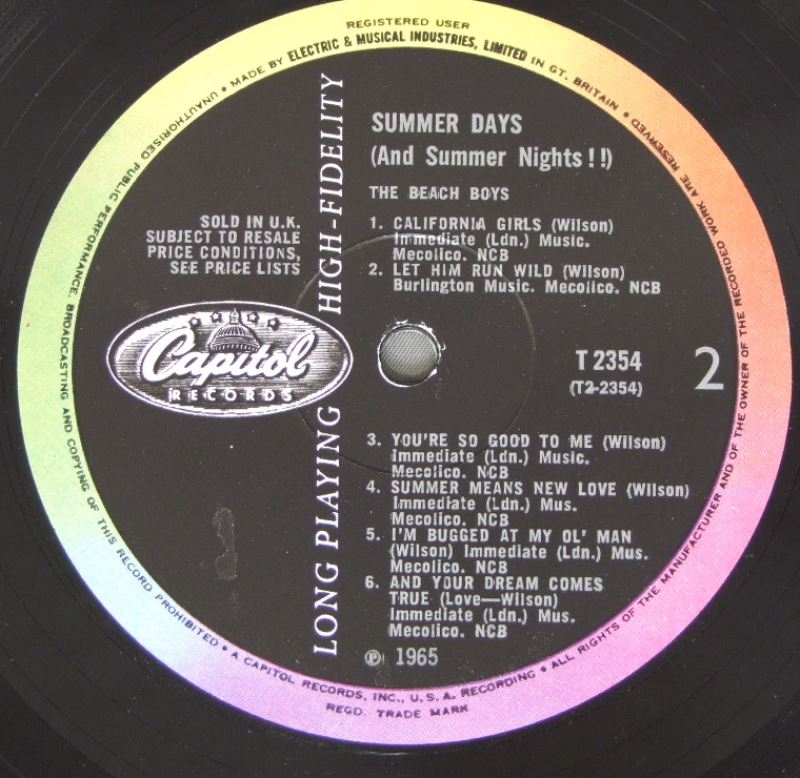 REGISTERED USER
UNAUTHORISED PUBLIC PERFORMANCE, BROADCASTING AND COPYING OF THIS RECORD PROHIBITED • A CAPITOL RECORDS, INC., U.S.A. RECORDING • ALL RIGHTS OF THE MANUFACTURER AND OF THE OWNER OF THE RECORDED WORK ARE RESERVED
• MADE BY ELECTRIC & MUSICAL INDUSTRIES, LIMITED IN GT. BRITAIN •
REGD. TRADE MARK
LONG PLAYING HIGH-FIDELITY
SUMMER DAYS
(And Summer Nights!!)
THE BEACH BOYS
SOLD IN U.K.
SUBJECT TO RESALE
PRICE CONDITIONS,
SEE PRICE LISTS
1. CALIFORNIA GIRLS (Wilson)
Immediate (Ldn.) Music.
Mecolico. NCB
2. LET HIM RUN WILD (Wilson)
Burlington Music. Mecolico. NCB
Capitol
RECORDS
T 2354
(T2-2354)
2
3. YOU'RE SO GOOD TO ME (Wilson)
Immediate (Ldn.) Music.
Mecolico. NCB
4. SUMMER MEANS NEW LOVE (Wilson)
Immediate (Ldn.) Mus.
Mecolico. NCB
5. I'M BUGGED AT MY OL' MAN
(Wilson) Immediate (Ldn.) Mus.
Mecolico. NCB
6. AND YOUR DREAM COMES
TRUE (Love—Wilson)
Immediate (Ldn.) Mus.
Mecolico. NCB
℗ 1965